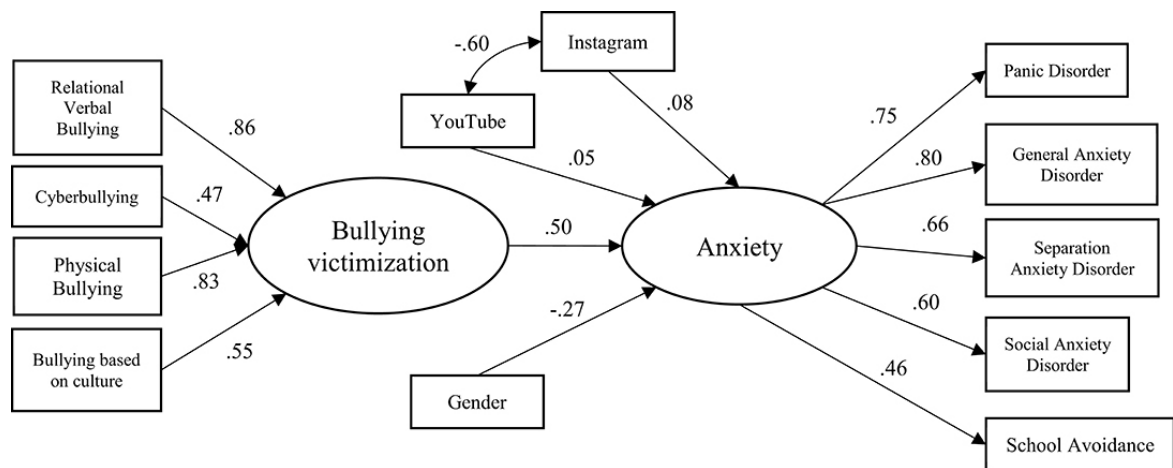 Relational
Verbal
Bullying
Cyberbullying
Physical
Bullying
Bullying based
on culture
.86
.47
.83
.55
Bullying
victimization
-.60
Instagram
YouTube
.08
.05
.50
-.27
Gender
Anxiety
.75
.80
.66
.60
.46
Panic Disorder
General Anxiety
Disorder
Separation
Anxiety Disorder
Social Anxiety
Disorder
School Avoidance